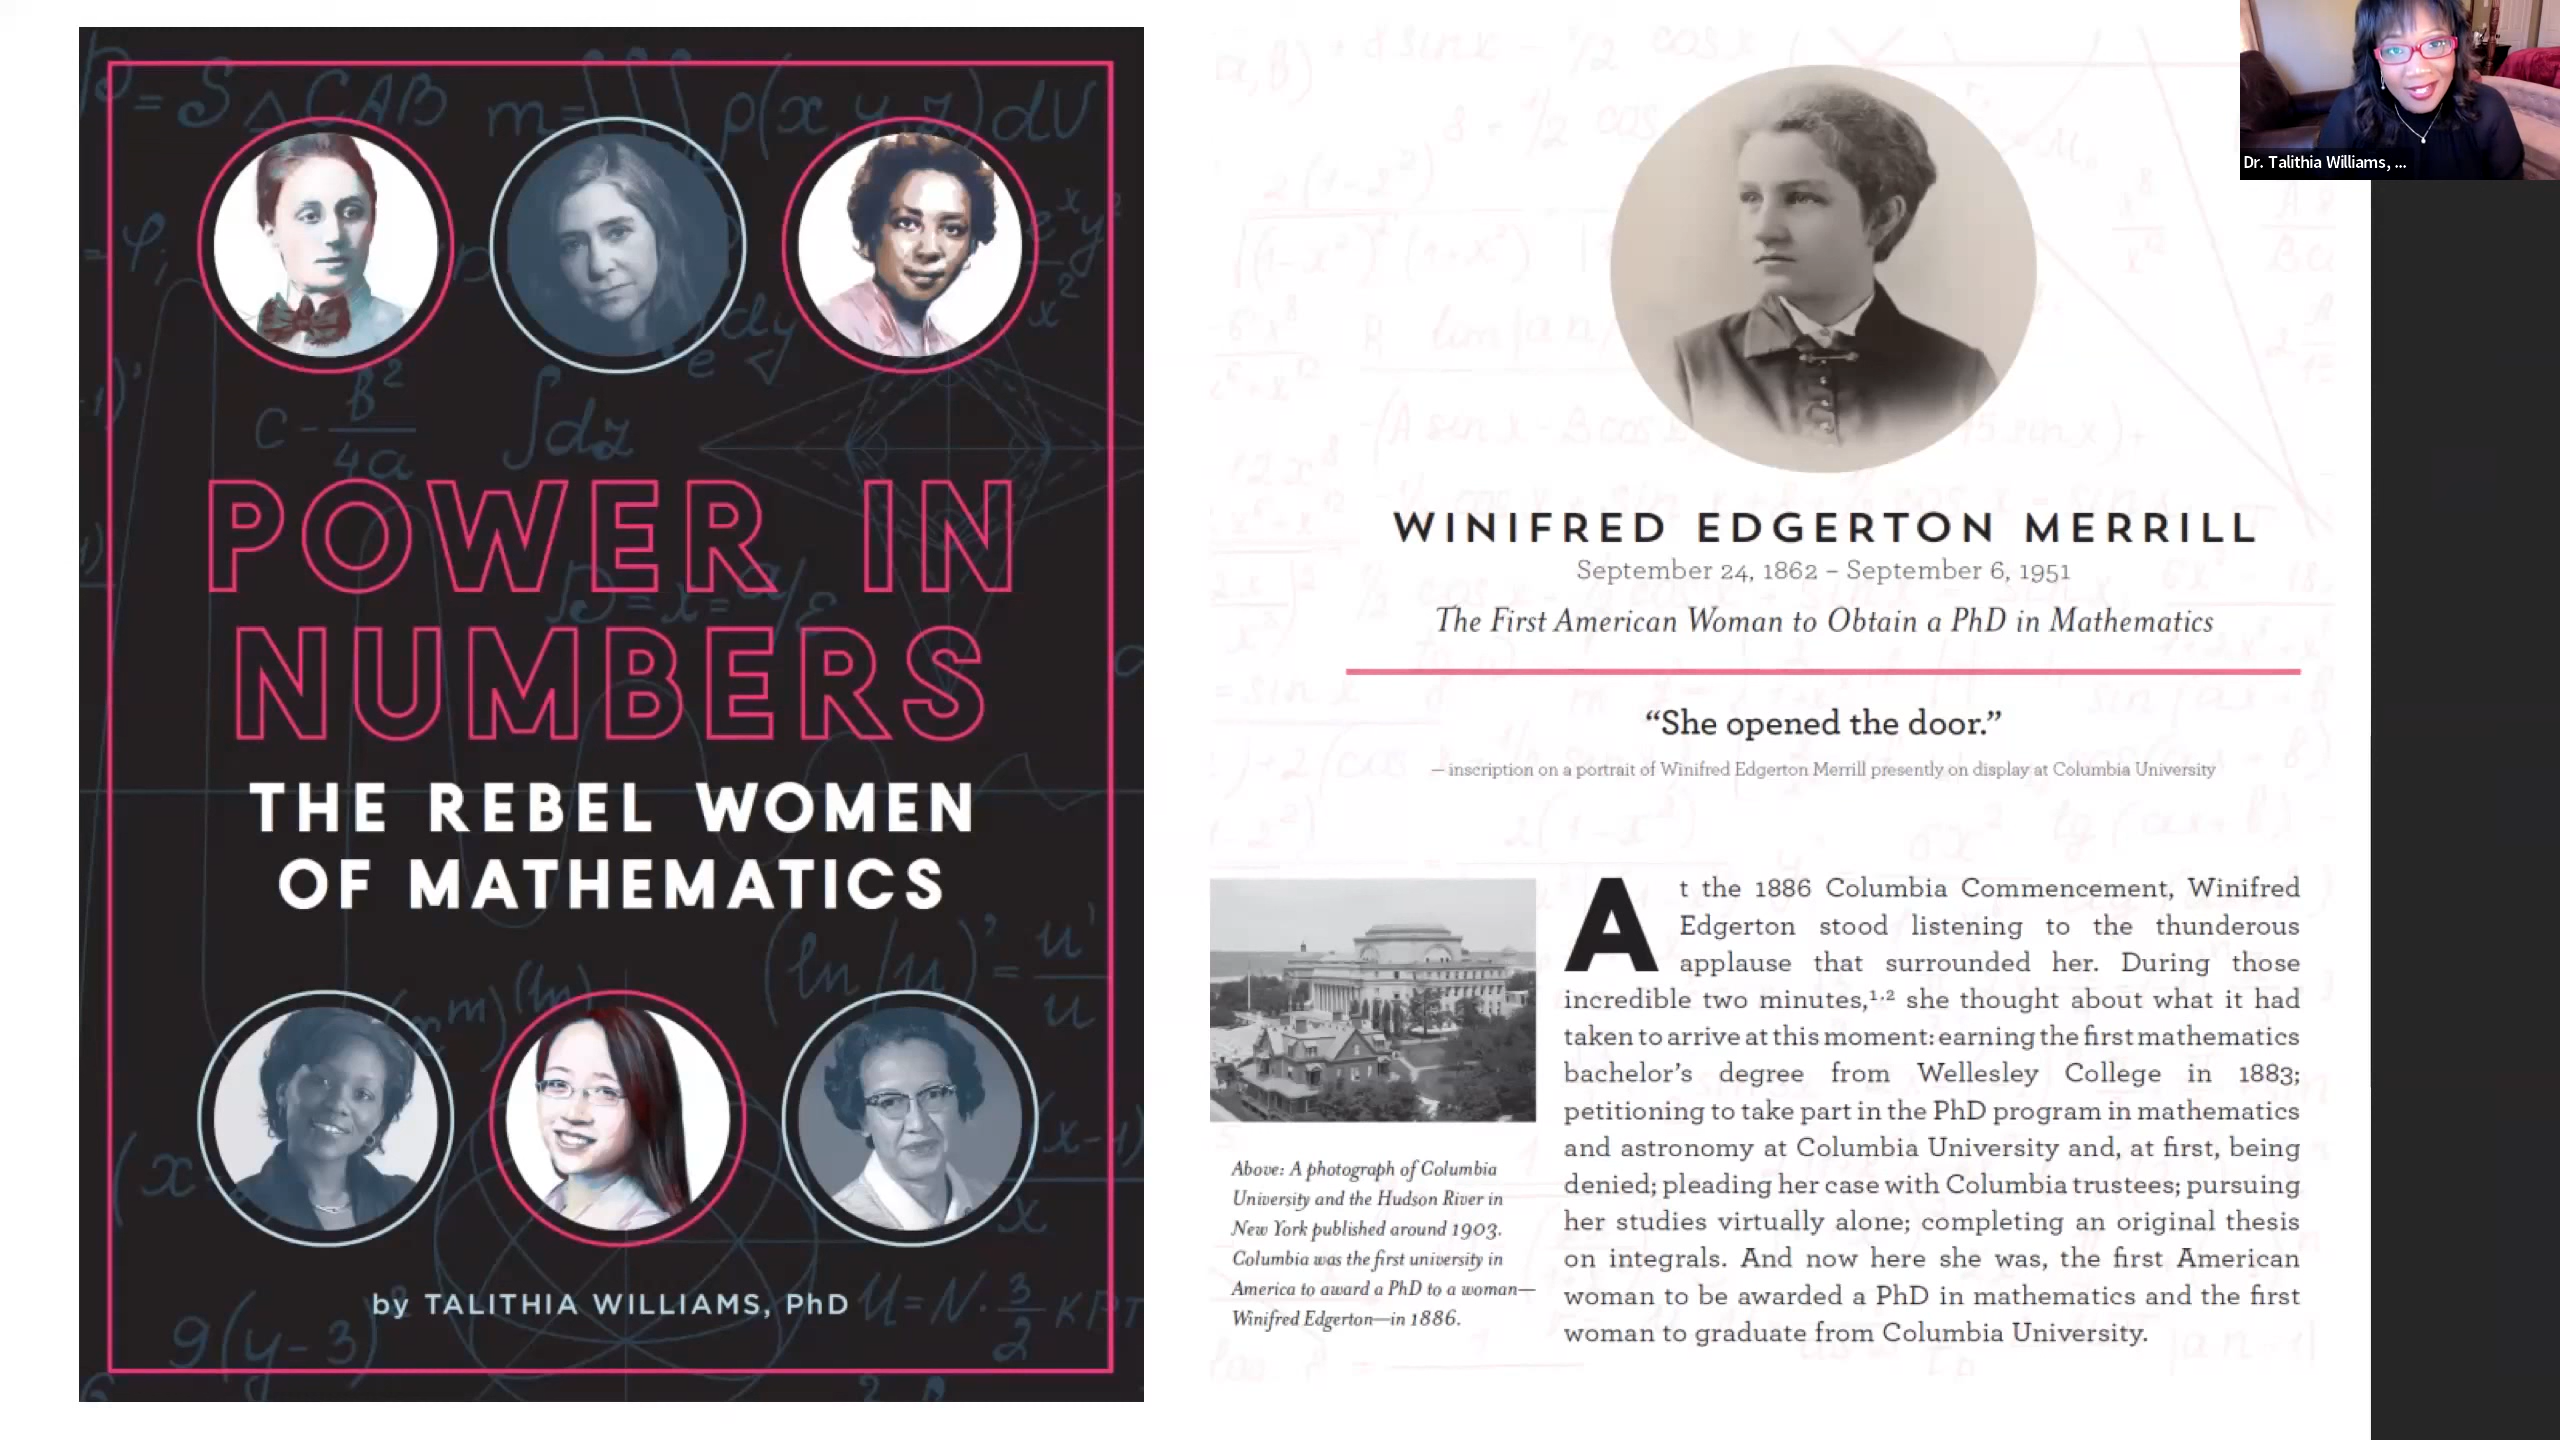 POWER IN
NUMBERS
THE REBEL WOMEN
OF MATHEMATICS
by TALITHIA WILLIAMS, PhD
WINIFRED EDGERTON MERRILL
September 24, 1862 – September 6, 1951
The First American Woman to Obtain a PhD in Mathematics
“She opened the door.”
—inscription on a portrait of Winifred Edgerton Merrill presently on display at Columbia University
Above: A photograph of Columbia
University and the Hudson River in
New York published around 1903.
Columbia was the first university in
America to award a PhD to a woman—
Winifred Edgerton—in 1886.
At the 1886 Columbia Commencement, Winifred
Edgerton stood listening to the thunderous
applause that surrounded her. During those
incredible two minutes,¹,² she thought about what it had
taken to arrive at this moment: earning the first mathematics
bachelor’s degree from Wellesley College in 1883;
petitioning to take part in the PhD program in mathematics
and astronomy at Columbia University and, at first, being
denied; pleading her case with Columbia trustees; pursuing
her studies virtually alone; completing an original thesis
on integrals. And now here she was, the first American
woman to be awarded a PhD in mathematics and the first
woman to graduate from Columbia University.
Dr. Talithia Williams, ...